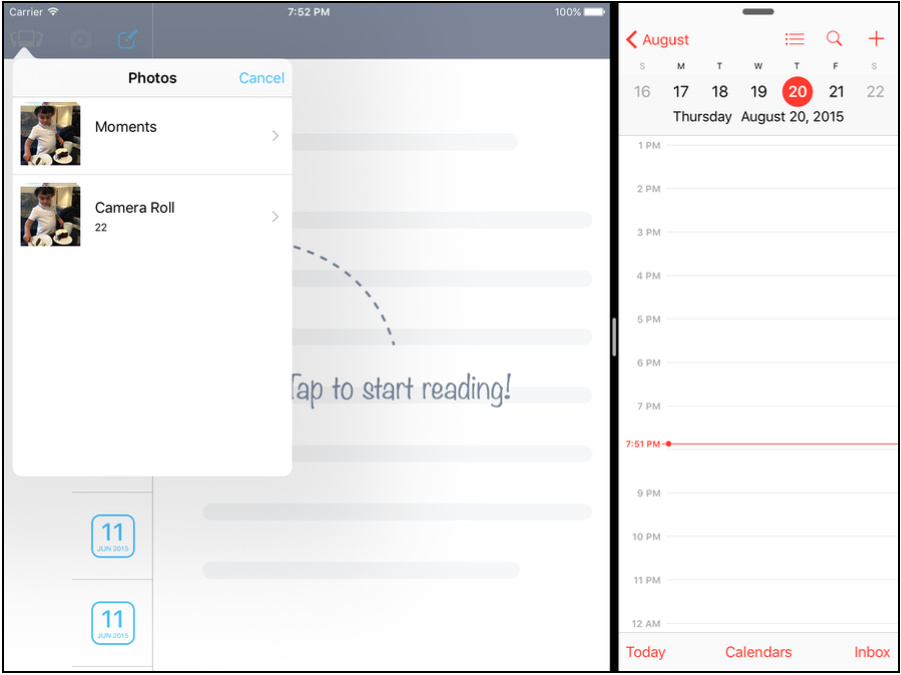 Carrier
7:52 PM
100%
Photos
Cancel
Moments
Camera Roll
22
Tap to start reading!
11
JUN 2015
11
JUN 2015
August
S M T W T F S
16 17 18 19 20 21 22
Thursday August 20, 2015
1 PM
2 PM
3 PM
4 PM
5 PM
6 PM
7 PM
7:51 PM
9 PM
10 PM
11 PM
12 AM
Today
Calendars
Inbox